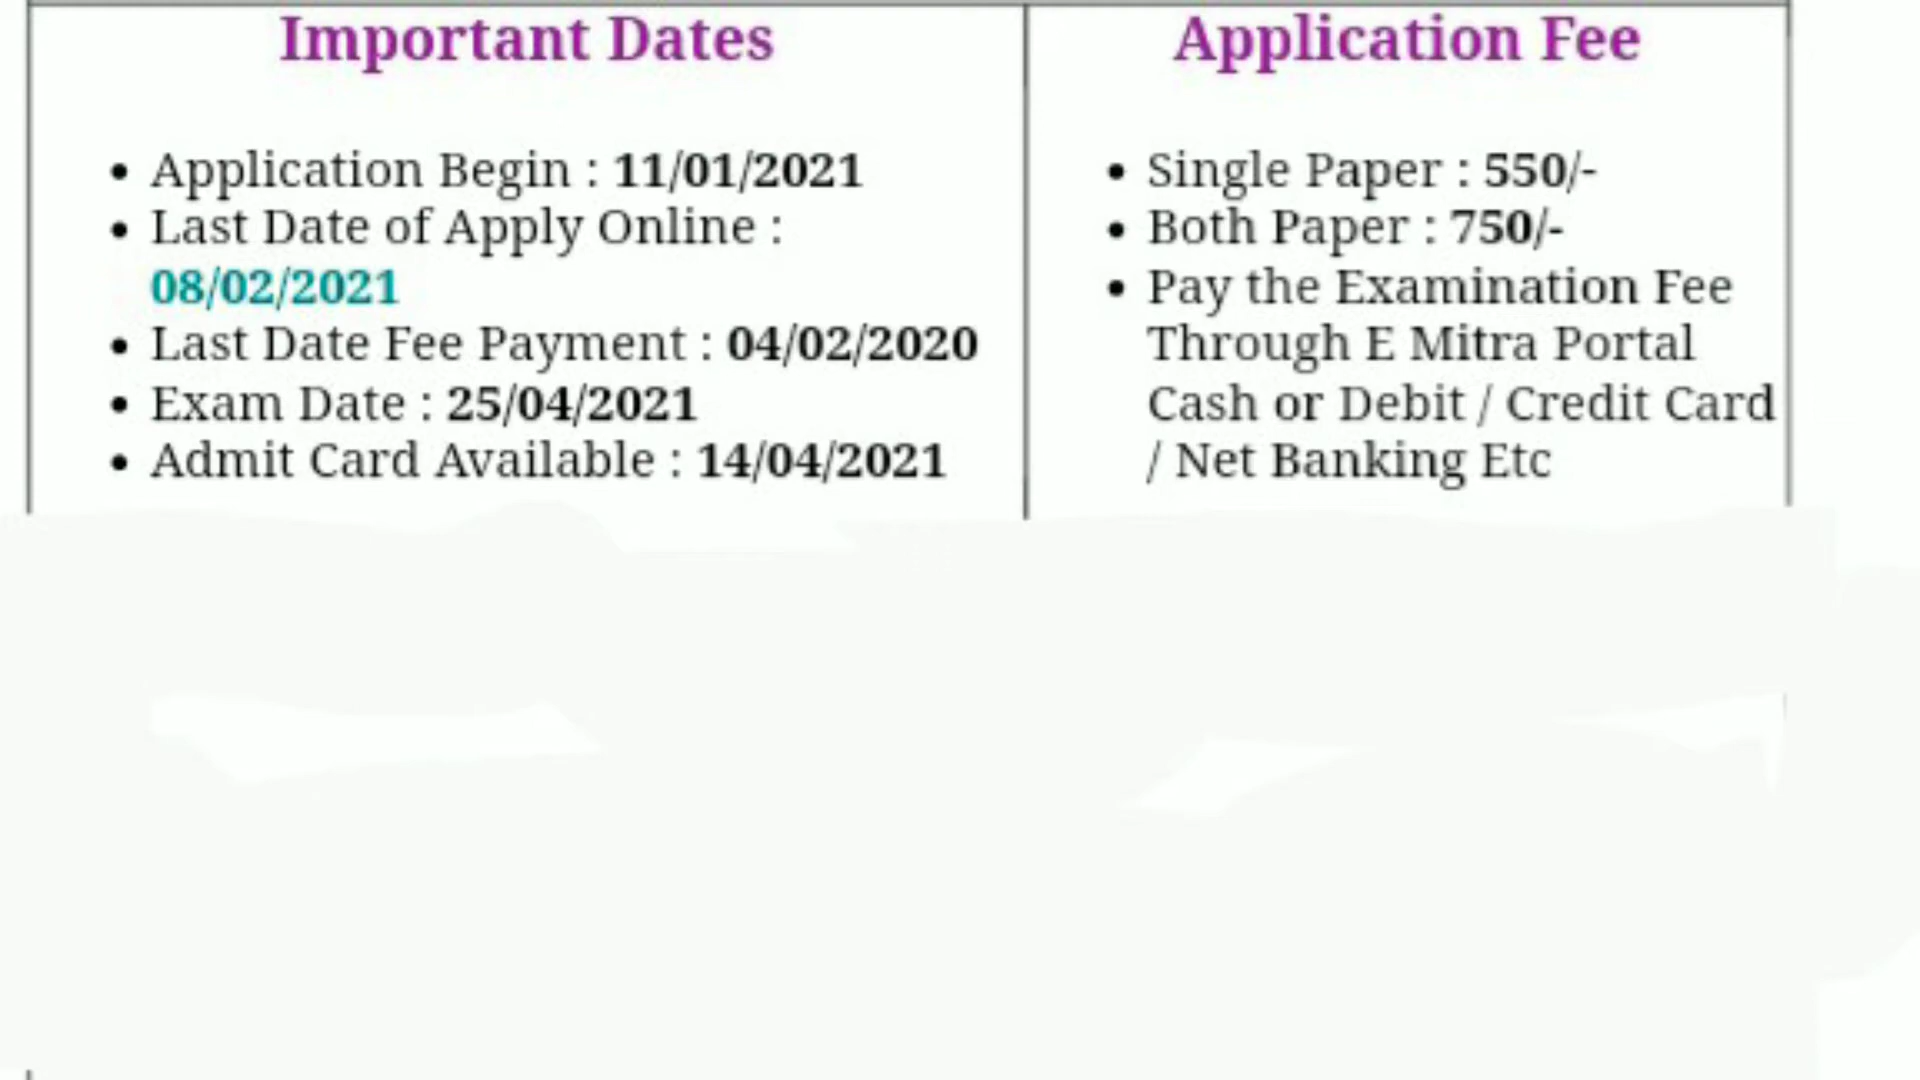 Important Dates
• Application Begin : 11/01/2021
• Last Date of Apply Online :
08/02/2021
• Last Date Fee Payment : 04/02/2020
• Exam Date : 25/04/2021
• Admit Card Available : 14/04/2021
Application Fee
• Single Paper : 550/-
• Both Paper : 750/-
• Pay the Examination Fee
Through E Mitra Portal
Cash or Debit / Credit Card
/ Net Banking Etc